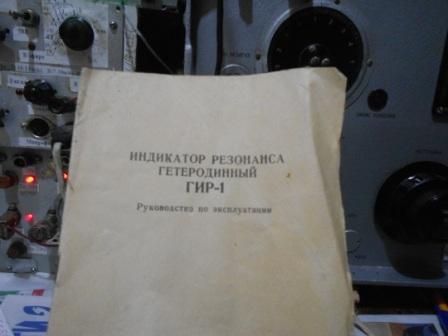 ИНДИКАТОР РЕЗОНАНСА
ГЕТЕРОДИННЫЙ
ГИР-1
Руководство по эксплуатации